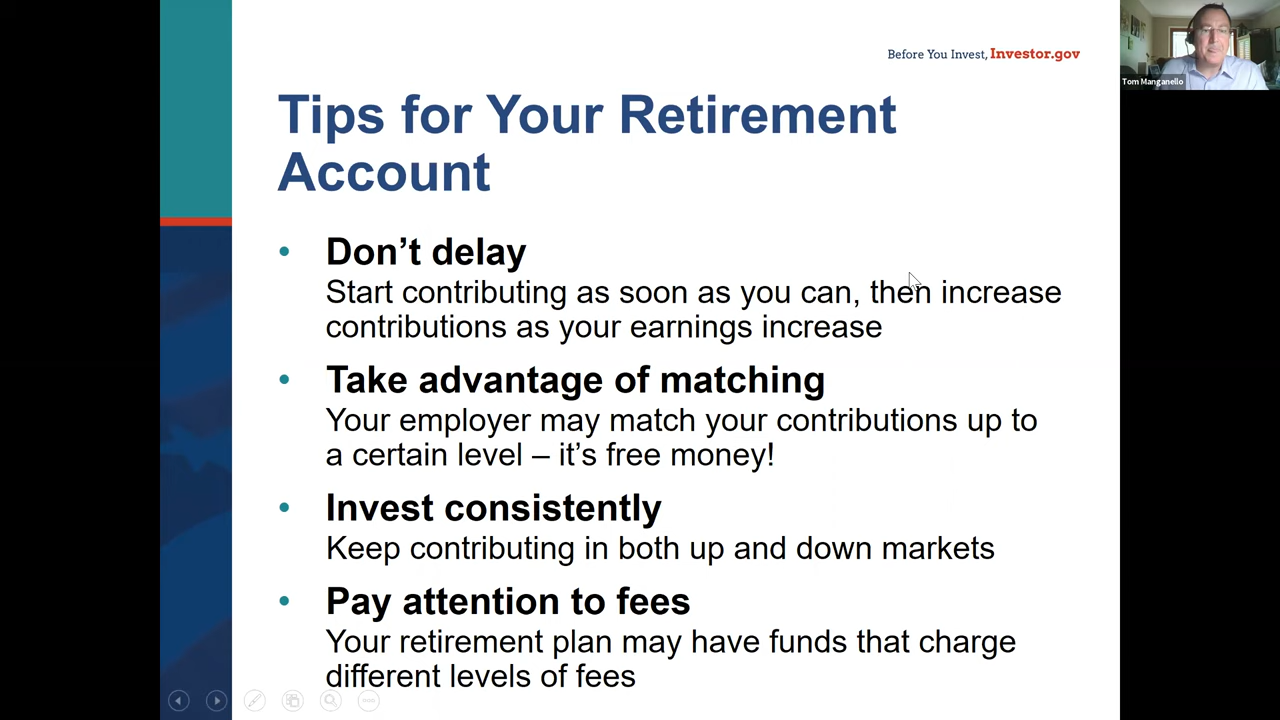 Before You Invest, Investor.gov
Tom Manganello
Tips for Your Retirement
Account
• Don’t delay
Start contributing as soon as you can, then increase
contributions as your earnings increase
• Take advantage of matching
Your employer may match your contributions up to
a certain level – it’s free money!
• Invest consistently
Keep contributing in both up and down markets
• Pay attention to fees
Your retirement plan may have funds that charge
different levels of fees